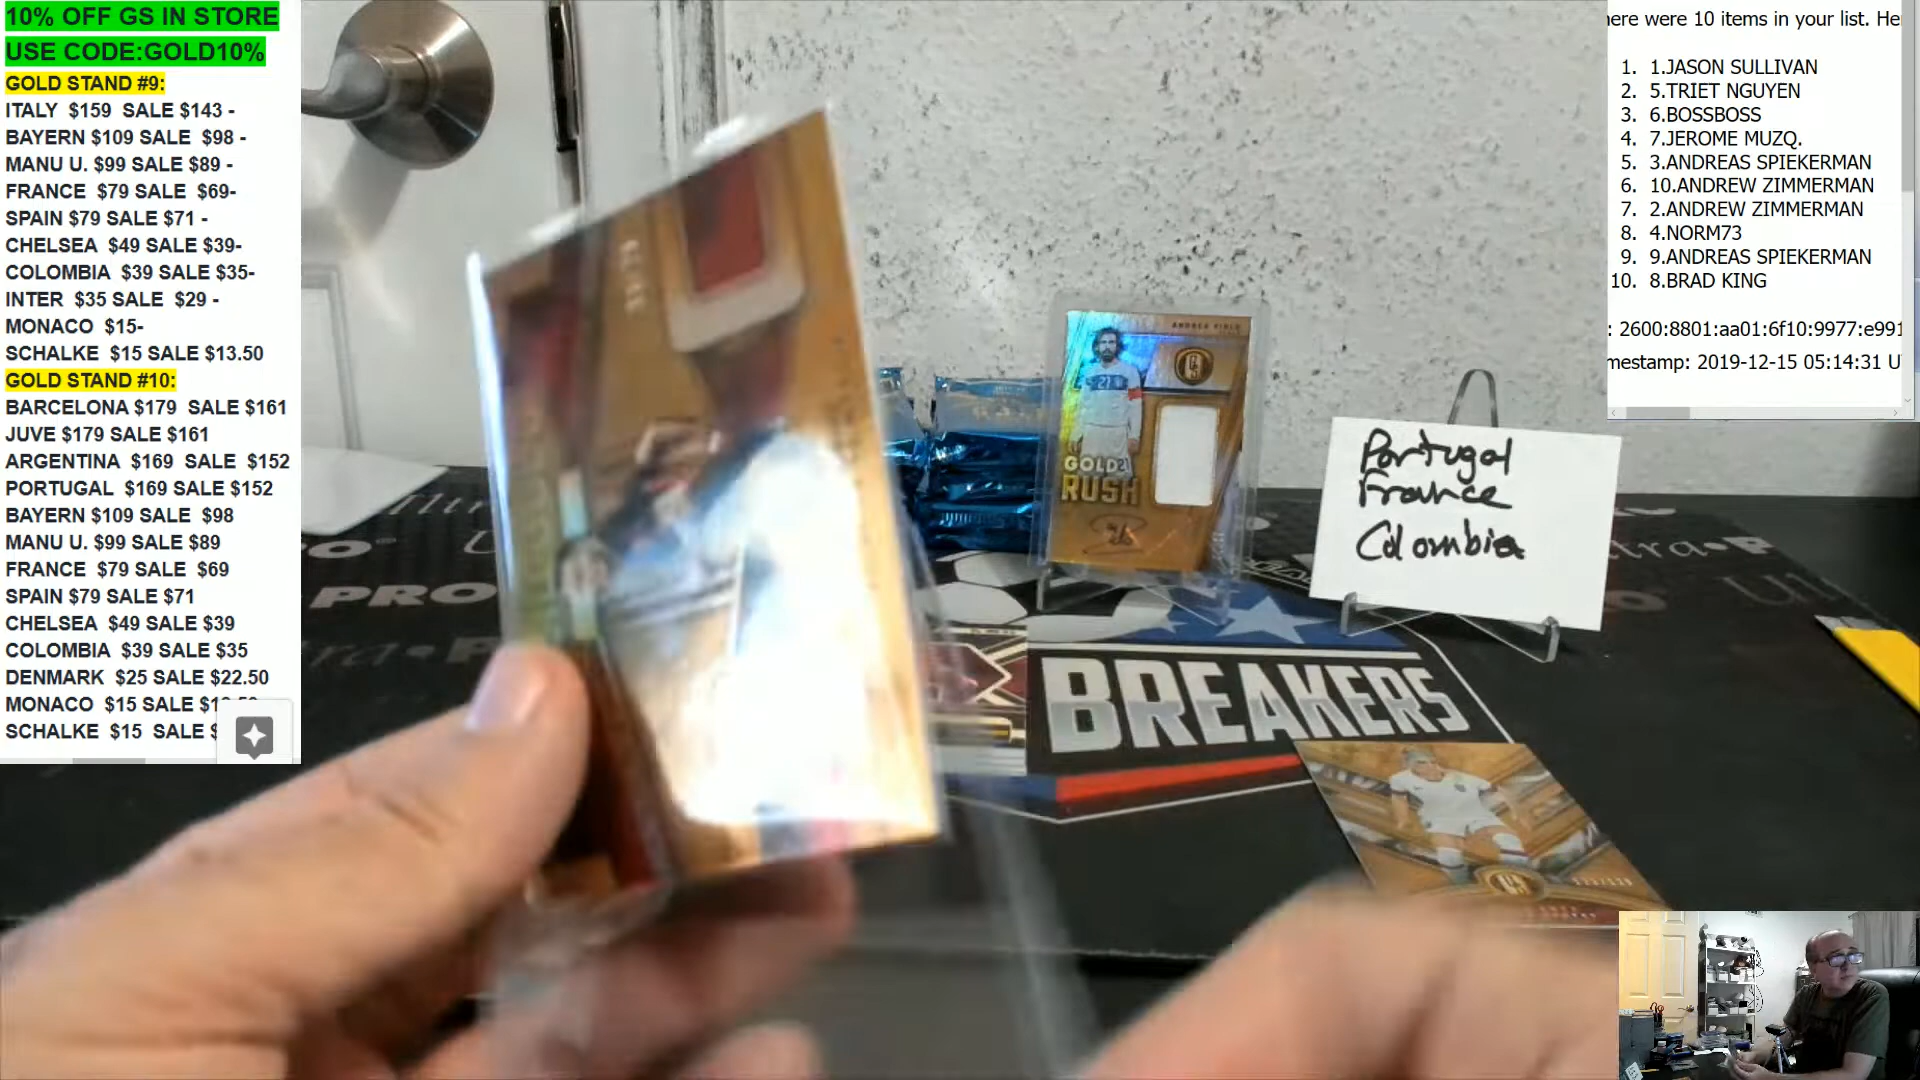 10% OFF GS IN STORE
USE CODE:GOLD10%
GOLD STAND #9:
ITALY $159 SALE $143 -
BAYERN $109 SALE $98 -
MANU U. $99 SALE $89 -
FRANCE $79 SALE $69-
SPAIN $79 SALE $71 -
CHELSEA $49 SALE $39-
COLOMBIA $39 SALE $35-
INTER $35 SALE $29 -
MONACO $15-
SCHALKE $15 SALE $13.50
GOLD STAND #10:
BARCELONA $179 SALE $161
JUVE $179 SALE $161
ARGENTINA $169 SALE $152
PORTUGAL $169 SALE $152
BAYERN $109 SALE $98
MANU U. $99 SALE $89
FRANCE $79 SALE $69
SPAIN $79 SALE $71
CHELSEA $49 SALE $39
COLOMBIA $39 SALE $35
DENMARK $25 SALE $22.50
MONACO $15 SALE
SCHALKE $15 SALE $
ere were 10 items in your list. He
1. 1.JASON SULLIVAN
2. 5.TRIET NGUYEN
3. 6.BOSSBOSS
4. 7.JEROME MUZQ.
5. 3.ANDREAS SPIEKERMAN
6. 10.ANDREW ZIMMERMAN
7. 2.ANDREW ZIMMERMAN
8. 4.NORM73
9. 9.ANDREAS SPIEKERMAN
10. 8.BRAD KING
: 2600:8801:aa01:6f10:9977:e991
mestamp: 2019-12-15 05:14:31 U
ANDREA PIRLO
GOLD
RUSH
Portugal
France
Colombia
BREAKERS
PRO